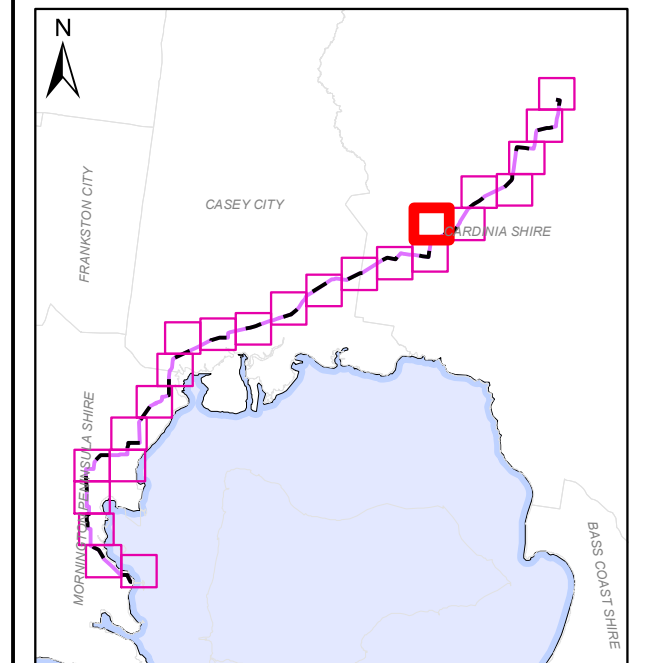 N
FRANKSTON CITY
CASEY CITY
CARDINIA SHIRE
MORNINGTON PENINSULA SHIRE
BASS COAST SHIRE